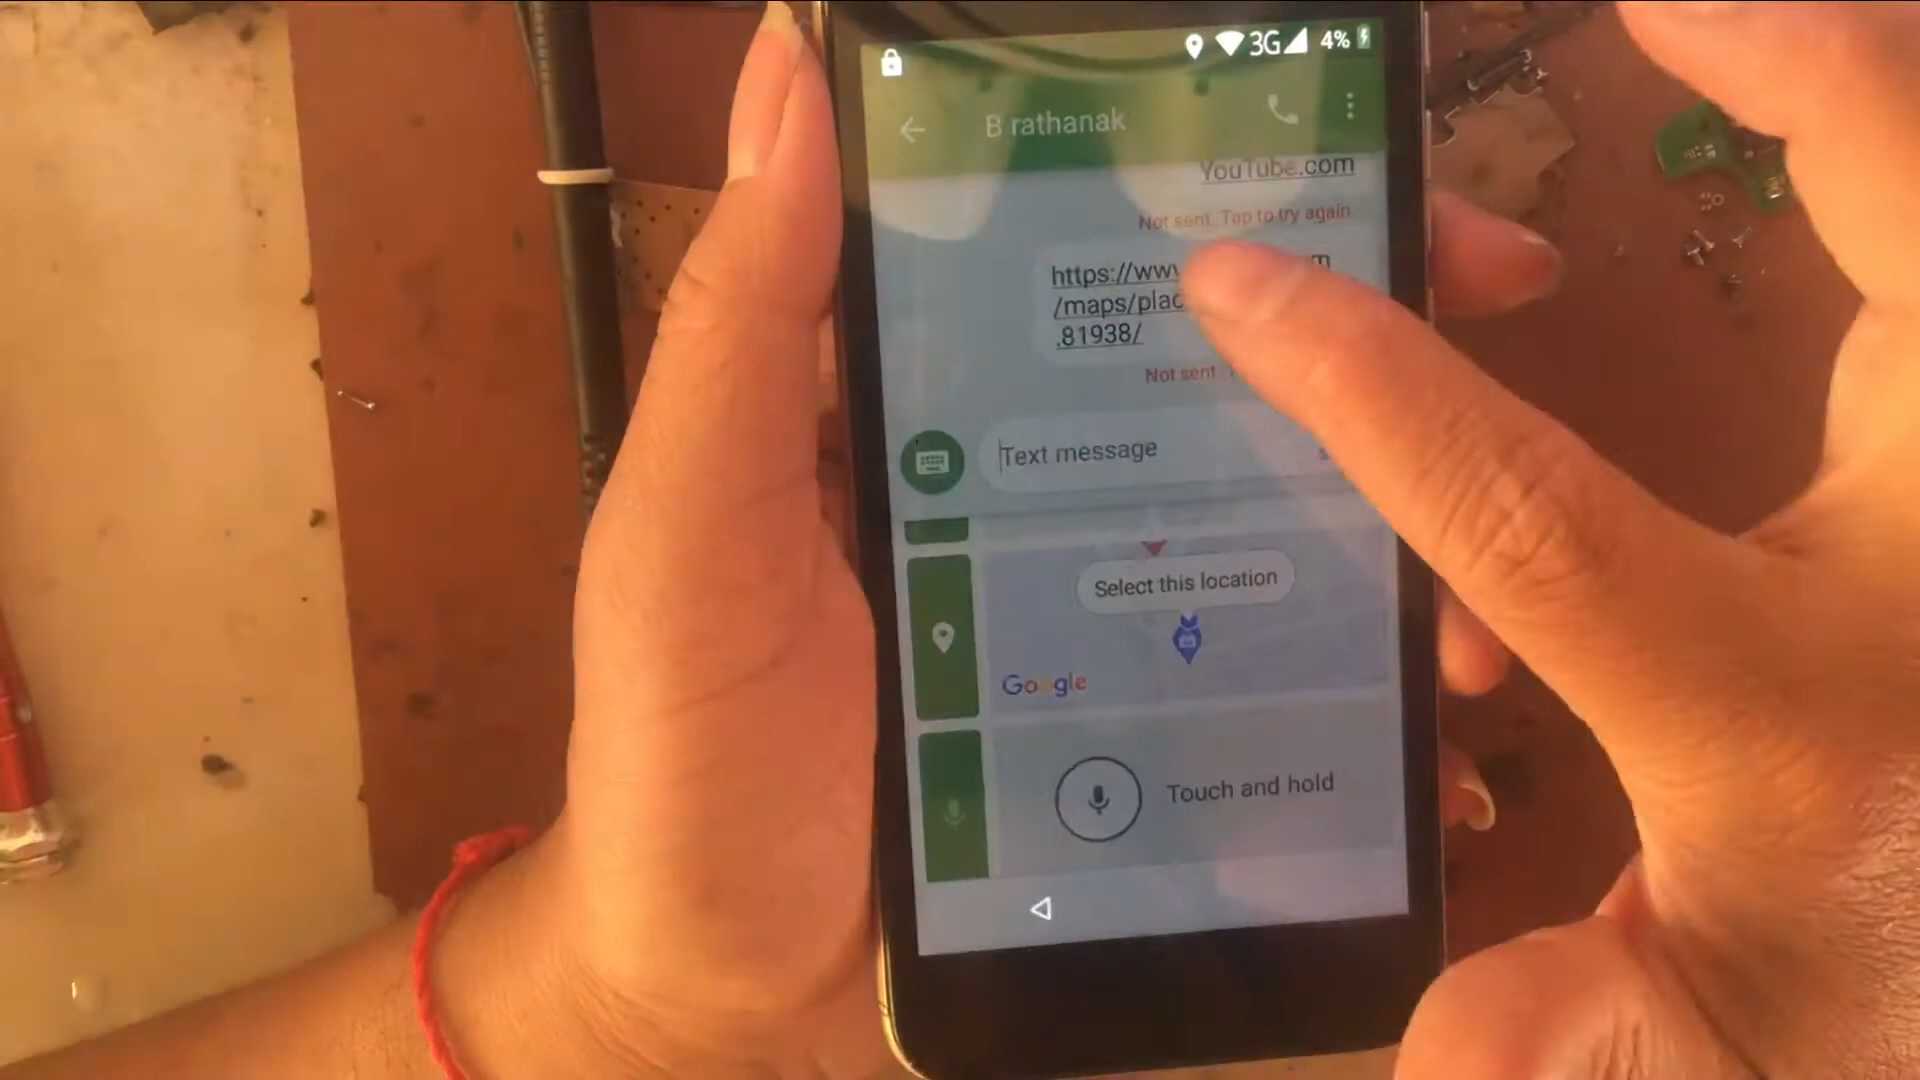 3G 4%
B rathanak
YouTube.com
Not sent. Tap to try again.
https://www
/maps/plac
.81938/
Not sent.
Text message
Select this location
Google
Touch and hold